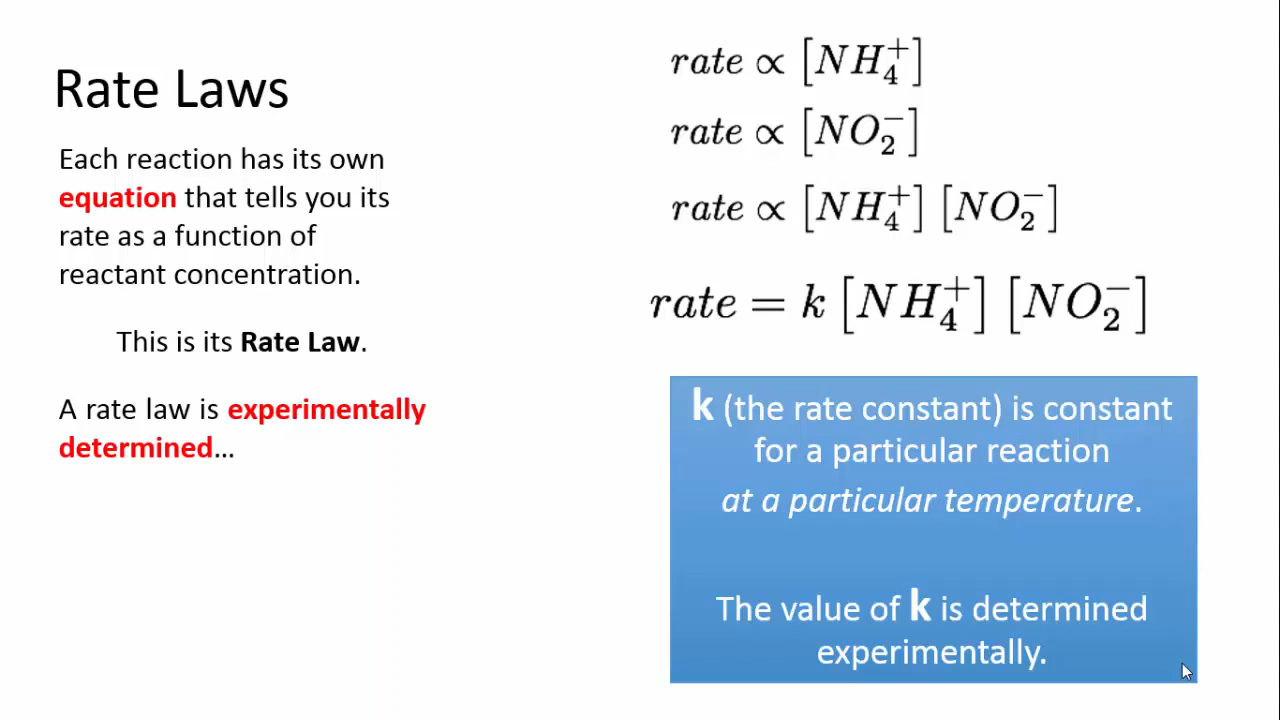 Rate Laws
Each reaction has its own
equation that tells you its
rate as a function of
reactant concentration.
This is its Rate Law.
A rate law is experimentally
determined…
rate ∝ [NH₄⁺]
rate ∝ [NO₂⁻]
rate ∝ [NH₄⁺] [NO₂⁻]
rate = k [NH₄⁺] [NO₂⁻]
k (the rate constant) is constant
for a particular reaction
at a particular temperature.
The value of k is determined
experimentally.